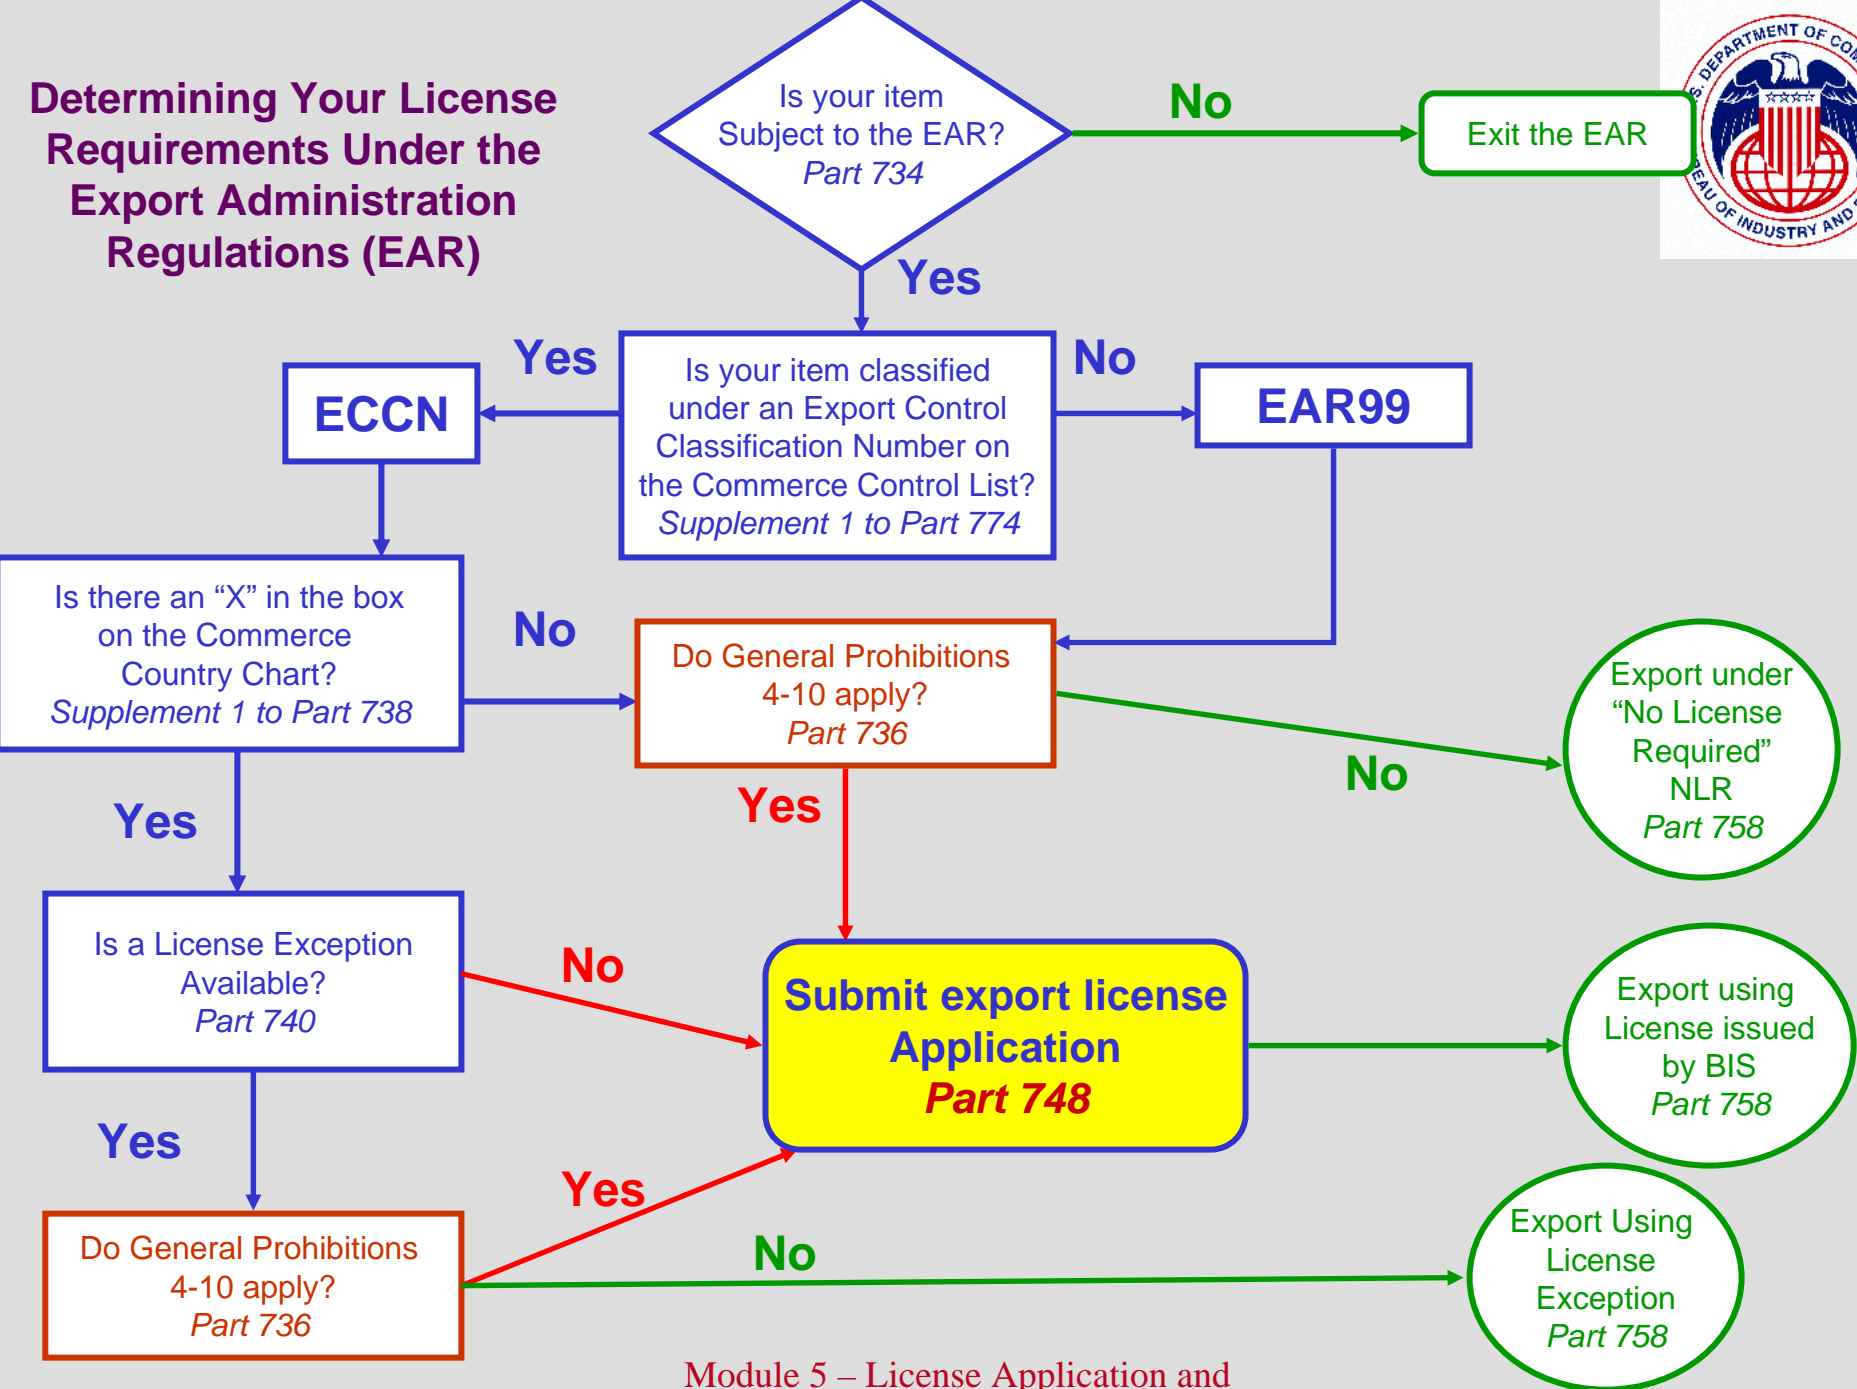 Determining Your License
Requirements Under the
Export Administration
Regulations (EAR)
Is your item
Subject to the EAR?
Part 734
No
Exit the EAR
Yes
Yes
Is your item classified
under an Export Control
Classification Number on
the Commerce Control List?
Supplement 1 to Part 774
No
ECCN
EAR99
Is there an “X” in the box
on the Commerce
Country Chart?
Supplement 1 to Part 738
No
Do General Prohibitions
4-10 apply?
Part 736
No
Export under
“No License
Required”
NLR
Part 758
Yes
Yes
Is a License Exception
Available?
Part 740
No
Submit export license
Application
Part 748
Export using
License issued
by BIS
Part 758
Yes
Yes
Do General Prohibitions
4-10 apply?
Part 736
No
Export Using
License
Exception
Part 758
Module 5 – License Application and
DEPARTMENT OF
OF INDUSTRY AND